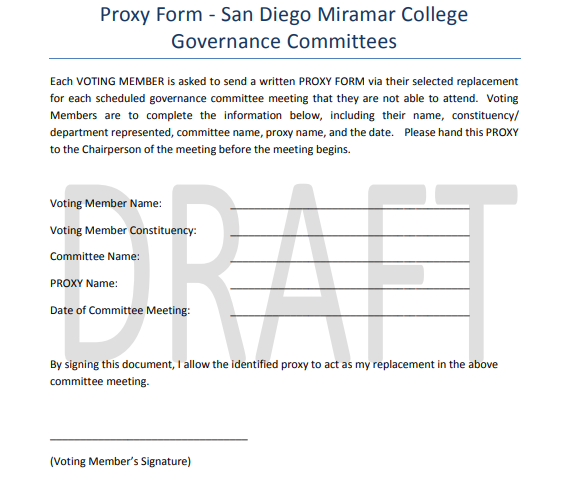 Proxy Form - San Diego Miramar College
Governance Committees
Each VOTING MEMBER is asked to send a written PROXY FORM via their selected replacement
for each scheduled governance committee meeting that they are not able to attend. Voting
Members are to complete the information below, including their name, constituency/
department represented, committee name, proxy name, and the date. Please hand this PROXY
to the Chairperson of the meeting before the meeting begins.
DRAFT
Voting Member Name:
Voting Member Constituency:
Committee Name:
PROXY Name:
Date of Committee Meeting:
By signing this document, I allow the identified proxy to act as my replacement in the above
committee meeting.
(Voting Member's Signature)